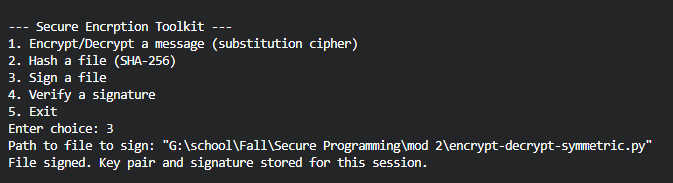 --- Secure Encrption Toolkit ---
1. Encrypt/Decrypt a message (substitution cipher)
2. Hash a file (SHA-256)
3. Sign a file
4. Verify a signature
5. Exit
Enter choice: 3
Path to file to sign: "G:\school\Fall\Secure Programming\mod 2\encrypt-decrypt-symmetric.py"
File signed. Key pair and signature stored for this session.